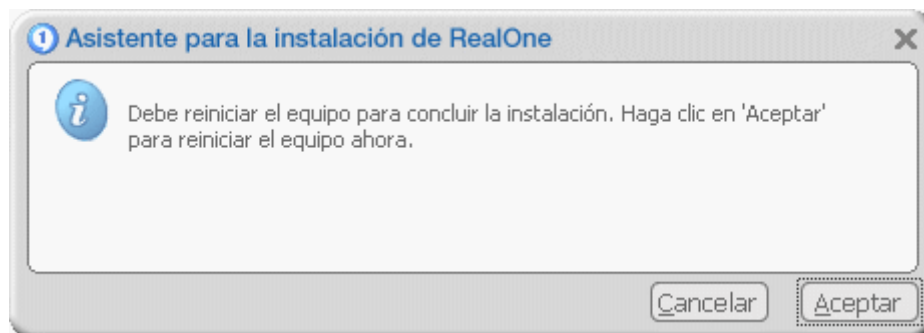 1 Asistente para la instalación de RealOne
i
Debe reiniciar el equipo para concluir la instalación. Haga clic en 'Aceptar'
para reiniciar el equipo ahora.
Cancelar Aceptar